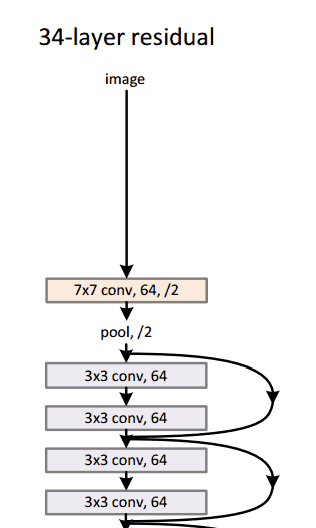 34-layer residual
image
7x7 conv, 64, /2
pool, /2
3x3 conv, 64
3x3 conv, 64
3x3 conv, 64
3x3 conv, 64